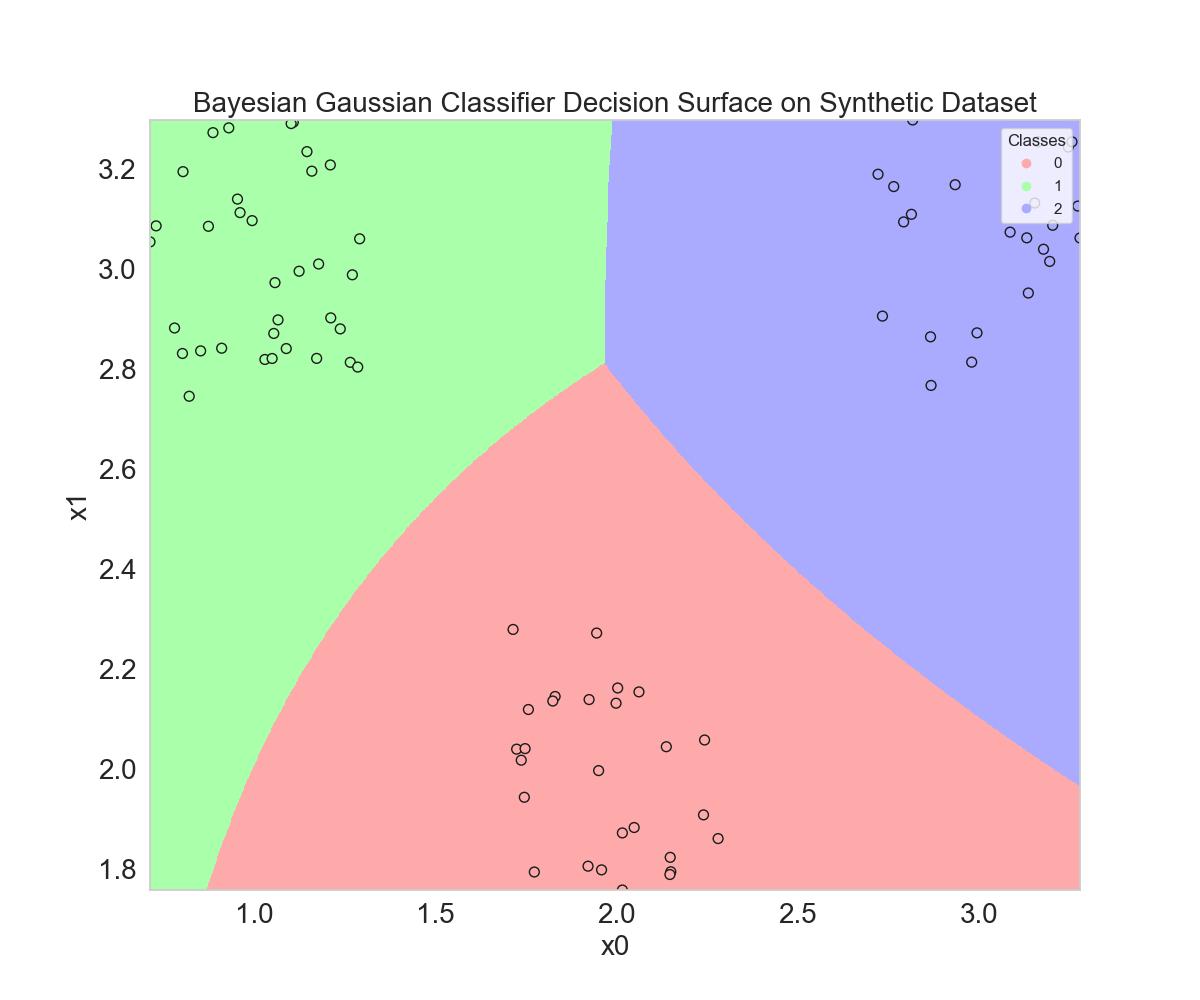 Bayesian Gaussian Classifier Decision Surface on Synthetic Dataset
Classes
0
1
2
3.2
3.0
2.8
2.6
2.4
2.2
2.0
1.8
x1
1.0 1.5 2.0 2.5 3.0
x0